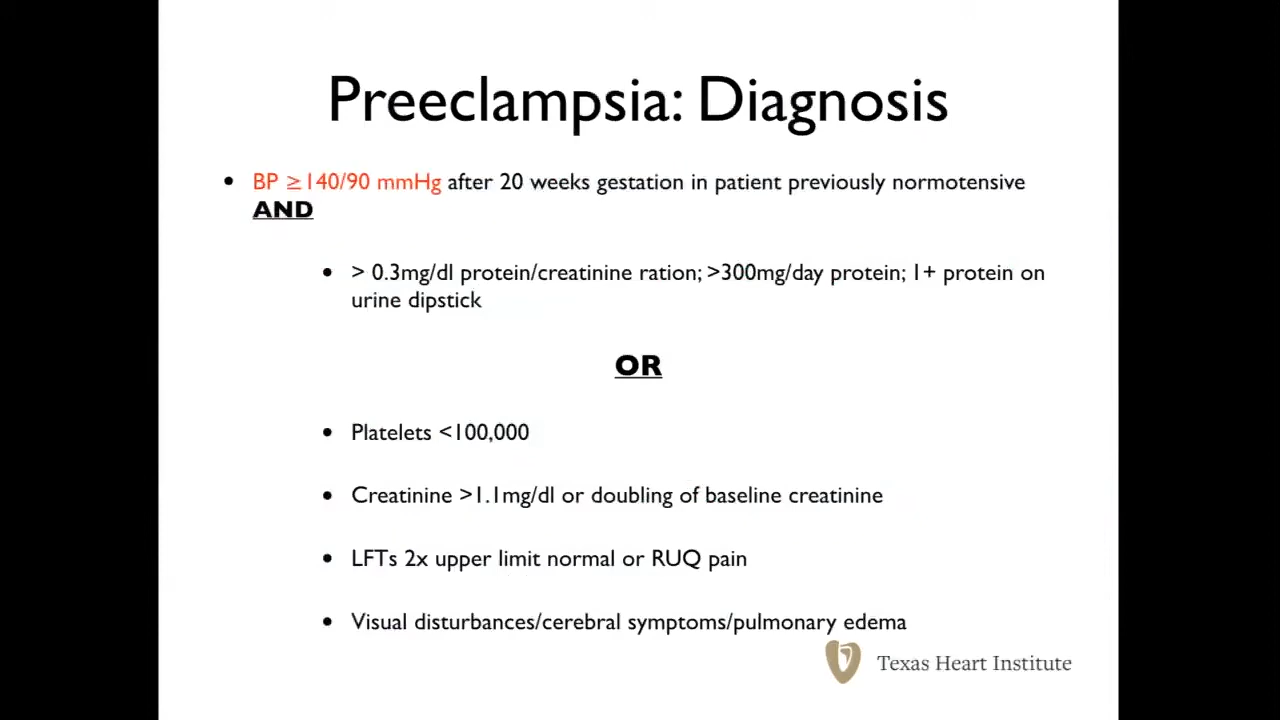 Preeclampsia: Diagnosis
• BP ≥140/90 mmHg after 20 weeks gestation in patient previously normotensive
AND
• > 0.3mg/dl protein/creatinine ration; >300mg/day protein; 1+ protein on
urine dipstick
OR
• Platelets <100,000
• Creatinine >1.1mg/dl or doubling of baseline creatinine
• LFTs 2x upper limit normal or RUQ pain
• Visual disturbances/cerebral symptoms/pulmonary edema
Texas Heart Institute